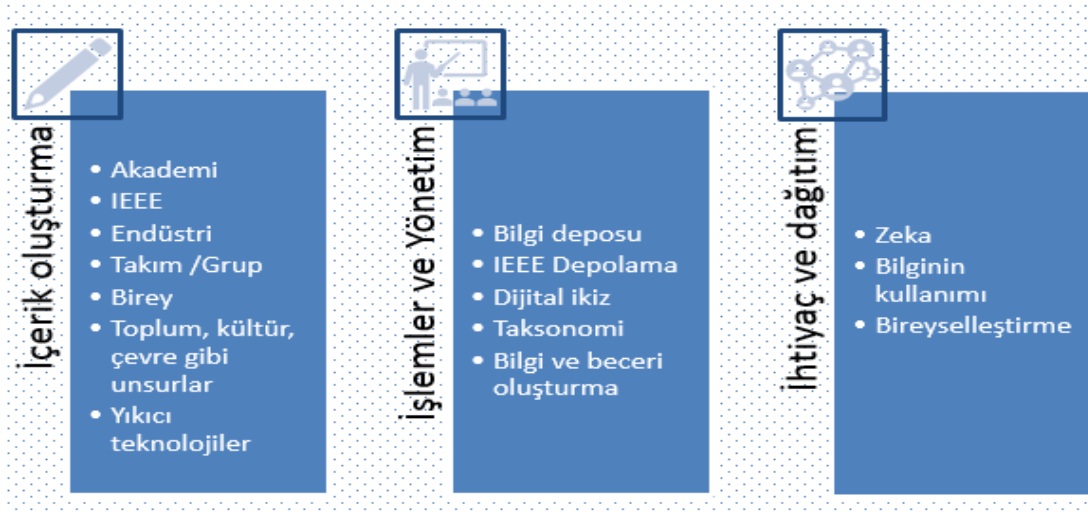 İçerik oluşturma
• Akademi
• IEEE
• Endüstri
• Takım /Grup
• Birey
• Toplum, kültür,
çevre gibi
unsurlar
• Yıkıcı
teknolojiler
İşlemler ve Yönetim
• Bilgi deposu
• IEEE Depolama
• Dijital ikiz
• Taksonomi
• Bilgi ve beceri
oluşturma
İhtiyaç ve dağıtım
• Zeka
• Bilginin
kullanımı
• Bireyselleştirme